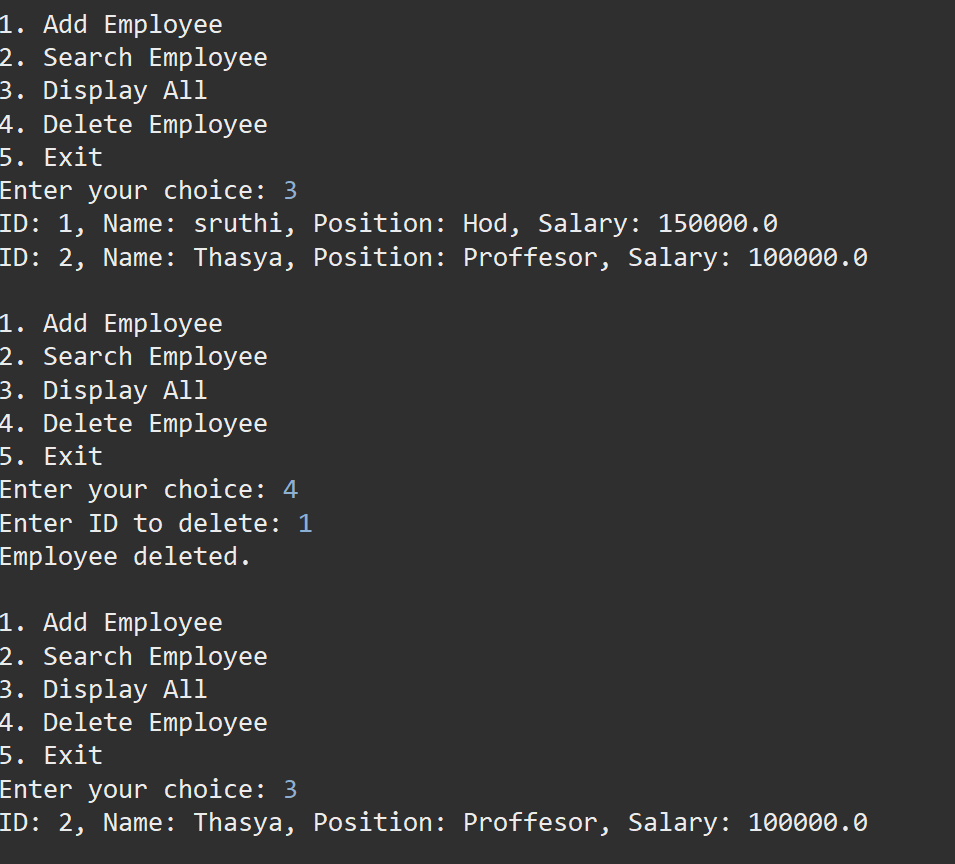 1. Add Employee
2. Search Employee
3. Display All
4. Delete Employee
5. Exit
Enter your choice: 3
ID: 1, Name: sruthi, Position: Hod, Salary: 150000.0
ID: 2, Name: Thasya, Position: Proffesor, Salary: 100000.0

1. Add Employee
2. Search Employee
3. Display All
4. Delete Employee
5. Exit
Enter your choice: 4
Enter ID to delete: 1
Employee deleted.

1. Add Employee
2. Search Employee
3. Display All
4. Delete Employee
5. Exit
Enter your choice: 3
ID: 2, Name: Thasya, Position: Proffesor, Salary: 100000.0